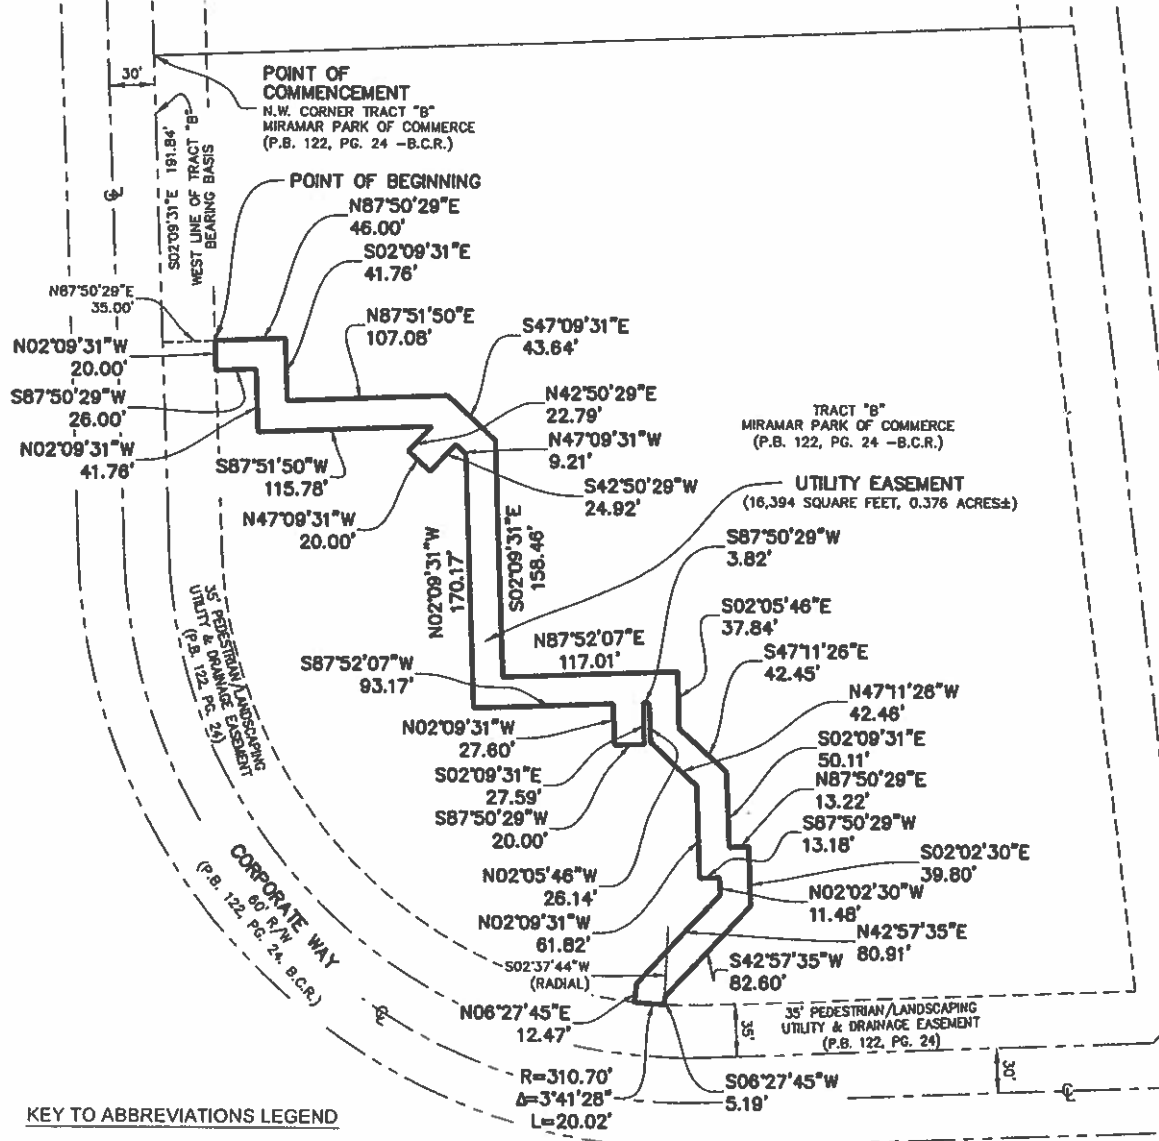 30'
POINT OF
COMMENCEMENT
N.W. CORNER TRACT "B"
MIRAMAR PARK OF COMMERCE
(P.B. 122, PG. 24 -B.C.R.)
S02°09'31"E 191.84'
WEST LINE OF TRACT "B"
BEARING BASIS
POINT OF BEGINNING
N87°50'29"E
46.00'
S02°09'31"E
41.76'
N87°50'29"E
35.00'
N87°51'50"E
107.08'
S47°09'31"E
43.64'
N02°09'31"W
20.00'
S87°50'29"W
26.00'
N02°09'31"W
41.76'
N42°50'29"E
22.79'
N47°09'31"W
9.21'
S42°50'29"W
24.92'
TRACT "B"
MIRAMAR PARK OF COMMERCE
(P.B. 122, PG. 24 -B.C.R.)
S87°51'50"W
115.78'
N47°09'31"W
20.00'
UTILITY EASEMENT
(16,394 SQUARE FEET, 0.376 ACRES±)
N02°09'31"W
170.17'
S02°09'31"E
158.46'
S87°50'29"W
3.82'
S02°05'46"E
37.84'
35' PEDESTRIAN/LANDSCAPING
UTILITY & DRAINAGE EASEMENT
(P.B. 122, PG. 24)
N87°52'07"E
117.01'
S87°52'07"W
93.17'
S47°11'26"E
42.45'
N47°11'26"W
42.46'
N02°09'31"W
27.60'
S02°09'31"E
27.59'
S87°50'29"W
20.00'
S02°09'31"E
50.11'
N87°50'29"E
13.22'
S87°50'29"W
13.18'
S02°02'30"E
39.80'
N02°05'46"W
26.14'
N02°02'30"W
11.48'
N02°09'31"W
61.82'
N42°57'35"E
80.91'
CORPORATE WAY
60' R/W
(P.B. 122, PG. 24, B.C.R.)
S02°37'44"W
(RADIAL)
S42°57'35"W
82.60'
N06°27'45"E
12.47'
35'
35' PEDESTRIAN/LANDSCAPING
UTILITY & DRAINAGE EASEMENT
(P.B. 122, PG. 24)
30'
R=310.70'
Δ=3°41'28"
L=20.02'
S06°27'45"W
5.19'
KEY TO ABBREVIATIONS LEGEND